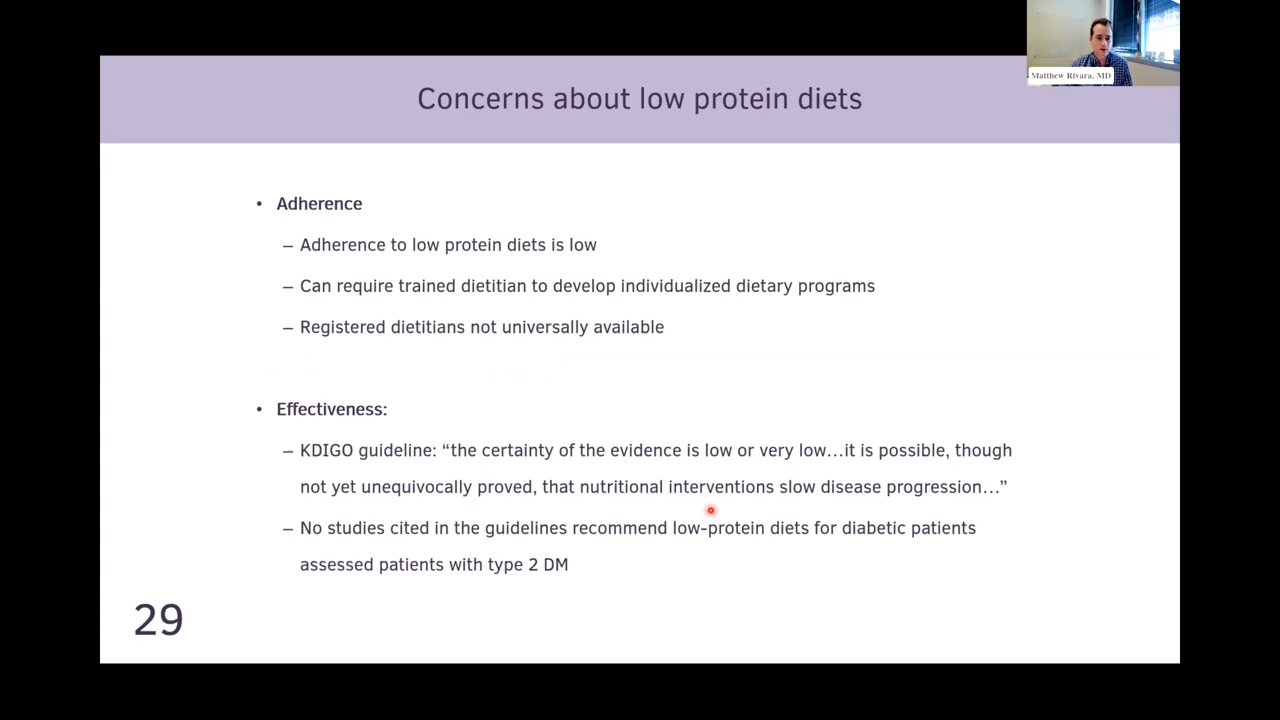 Matthew Rivara, MD
Concerns about low protein diets
• Adherence
– Adherence to low protein diets is low
– Can require trained dietitian to develop individualized dietary programs
– Registered dietitians not universally available
• Effectiveness:
– KDIGO guideline: “the certainty of the evidence is low or very low…it is possible, though
not yet unequivocally proved, that nutritional interventions slow disease progression…”
– No studies cited in the guidelines recommend low-protein diets for diabetic patients
assessed patients with type 2 DM
29